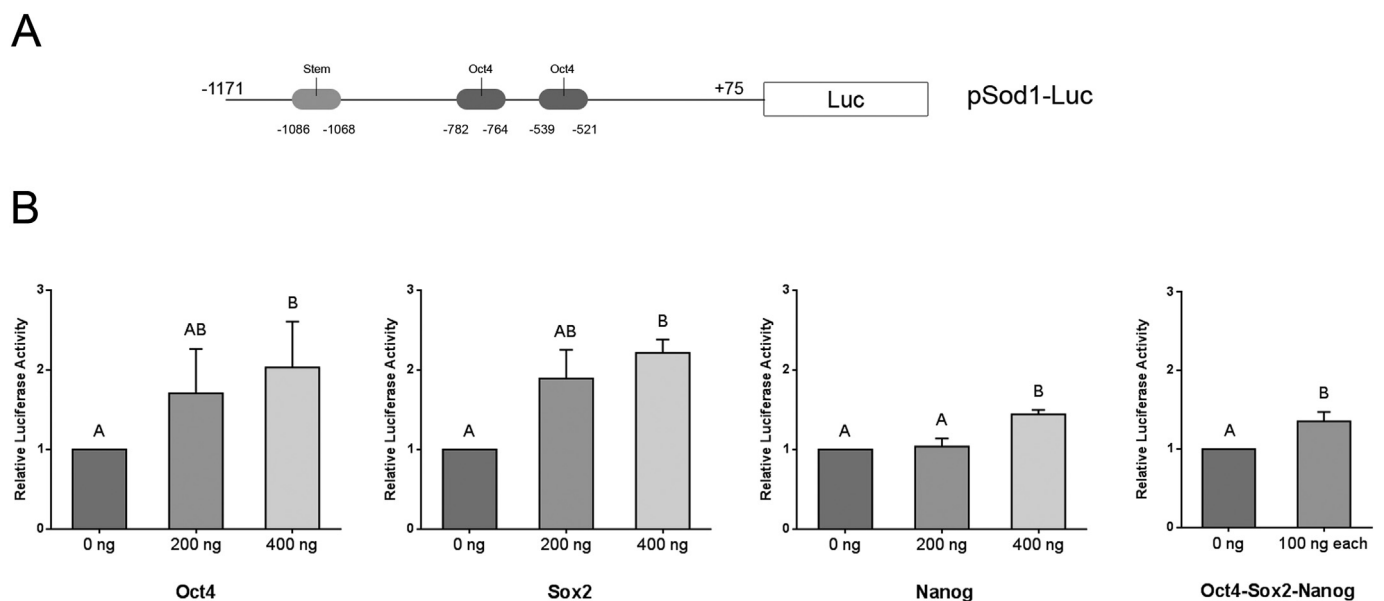 A
Stem Oct4 Oct4
-1171 +75 Luc pSod1-Luc
-1086 -1068 -782 -764 -539 -521
B
Relative Luciferase Activity
3
2
1
0
A AB B
0 ng 200 ng 400 ng
Oct4
Relative Luciferase Activity
3
2
1
0
A AB B
0 ng 200 ng 400 ng
Sox2
Relative Luciferase Activity
3
2
1
0
A A B
0 ng 200 ng 400 ng
Nanog
Relative Luciferase Activity
3
2
1
0
A B
0 ng 100 ng each
Oct4-Sox2-Nanog